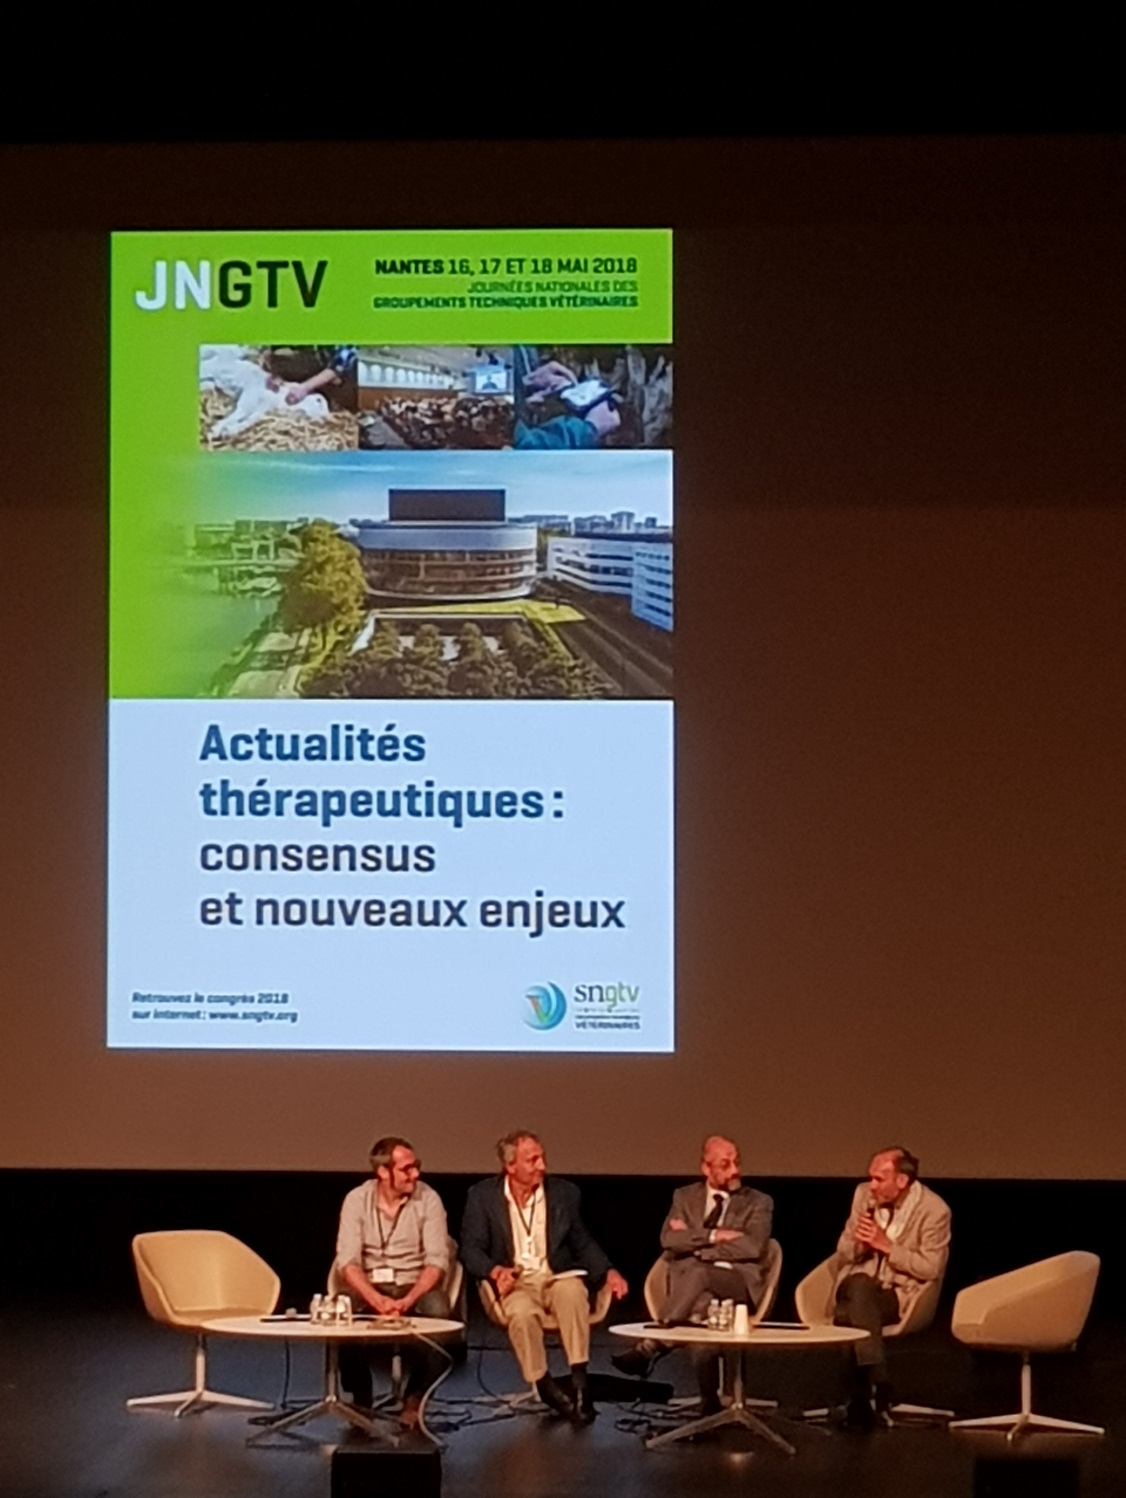 JNGTV
NANTES 16, 17 ET 18 MAI 2018
JOURNÉES NATIONALES DES
GROUPEMENTS TECHNIQUES VÉTÉRINAIRES
Actualités
thérapeutiques :
consensus
et nouveaux enjeux
Retrouvez le congrès 2018
sur internet : www.sngtv.org
sngtv
VÉTÉRINAIRES